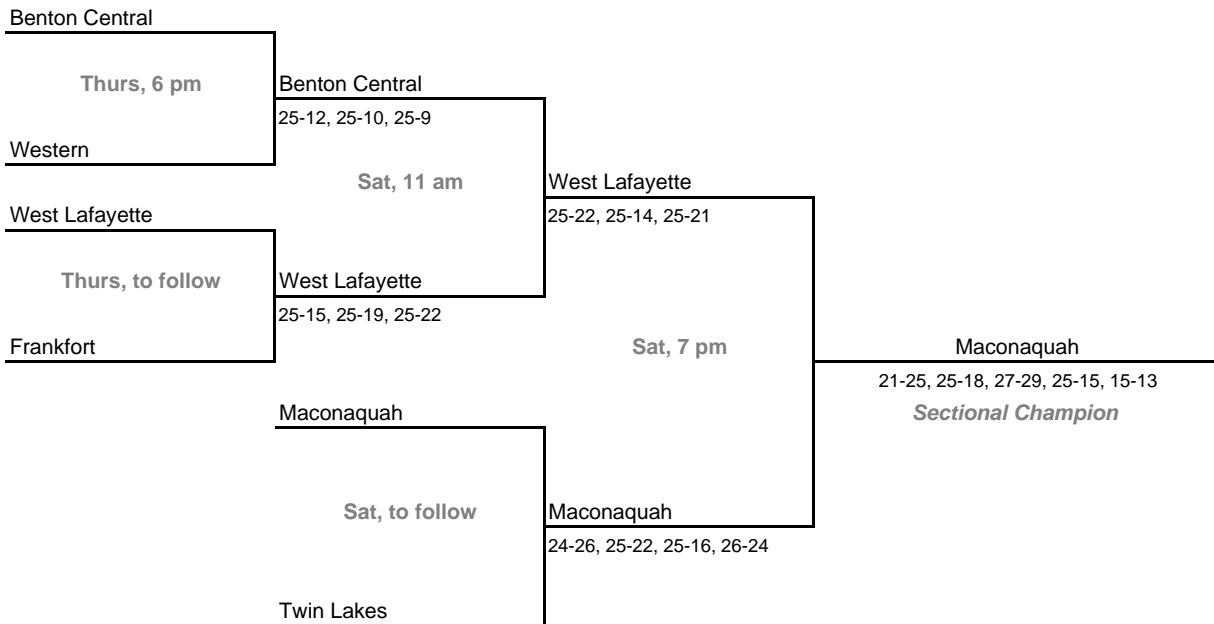 Benton Central
Thurs, 6 pm
Benton Central
25-12, 25-10, 25-9
Western
Sat, 11 am
West Lafayette
West Lafayette
25-22, 25-14, 25-21
Thurs, to follow
West Lafayette
25-15, 25-19, 25-22
Frankfort
Sat, 7 pm
Maconaquah
21-25, 25-18, 27-29, 25-15, 15-13
Maconaquah
Sectional Champion
Sat, to follow
Maconaquah
24-26, 25-22, 25-16, 26-24
Twin Lakes